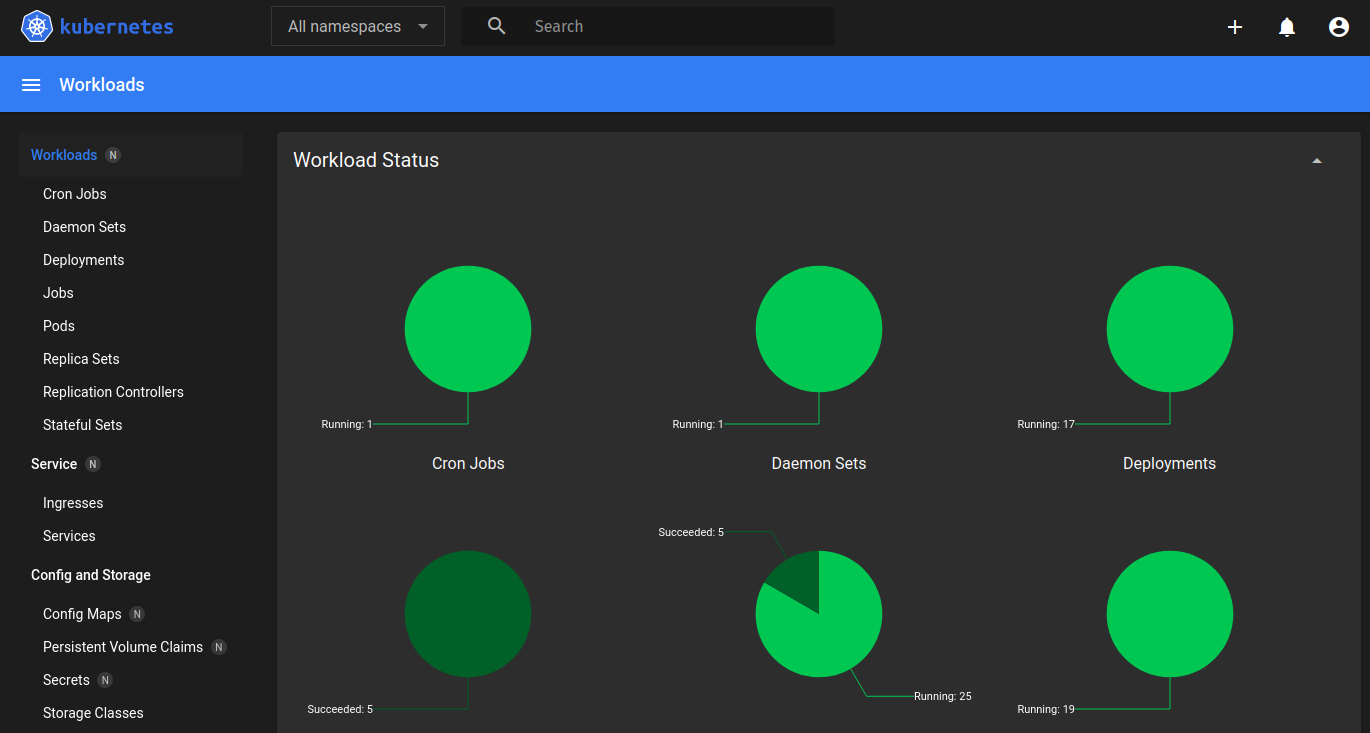 kubernetes
All namespaces
Search
Workloads
Workloads N
Cron Jobs
Daemon Sets
Deployments
Jobs
Pods
Replica Sets
Replication Controllers
Stateful Sets
Service N
Ingresses
Services
Config and Storage
Config Maps N
Persistent Volume Claims N
Secrets N
Storage Classes
Workload Status
Running: 1
Running: 1
Running: 17
Cron Jobs
Daemon Sets
Deployments
Succeeded: 5
Succeeded: 5
Running: 25
Running: 19